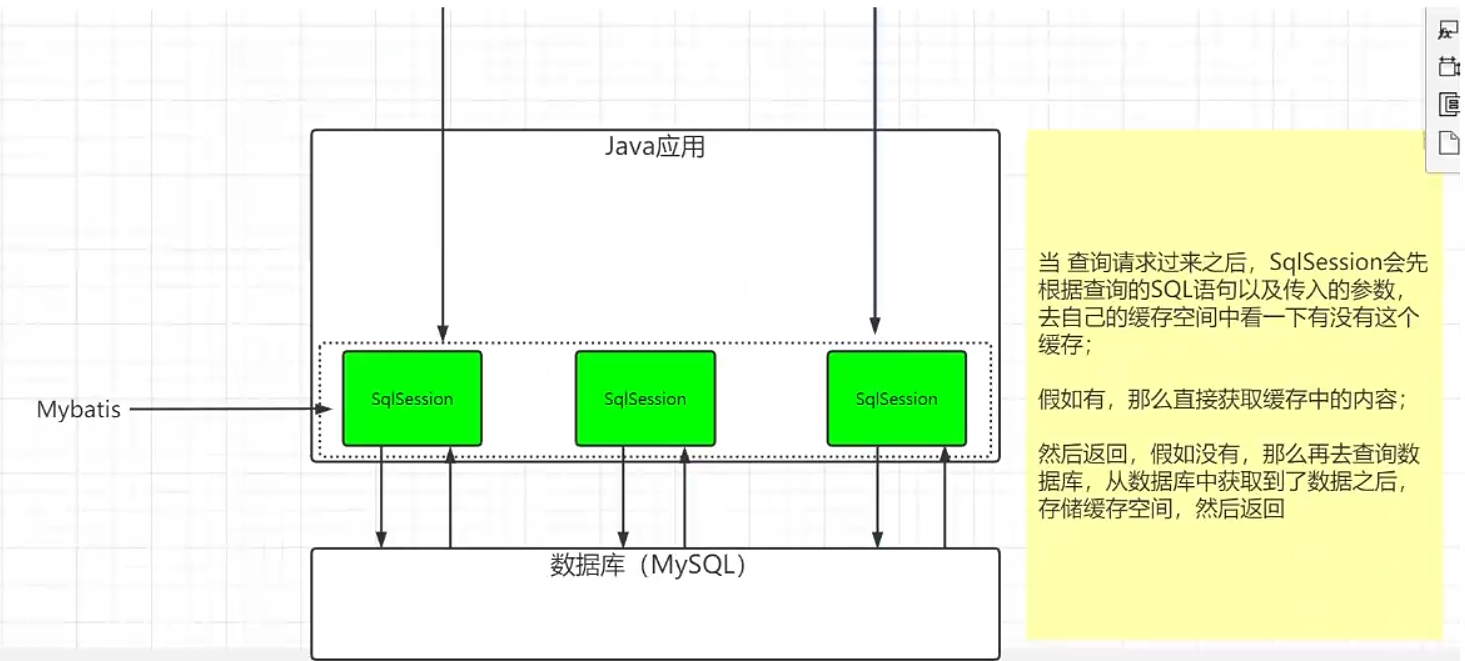 Java应用
Mybatis
SqlSession
SqlSession
SqlSession
数据库（MySQL）
当 查询请求过来之后，SqlSession会先
根据查询的SQL语句以及传入的参数，
去自己的缓存空间中看一下有没有这个
缓存；
假如有，那么直接获取缓存中的内容；
然后返回，假如没有，那么再去查询数
据库，从数据库中获取到了数据之后，
存储缓存空间，然后返回